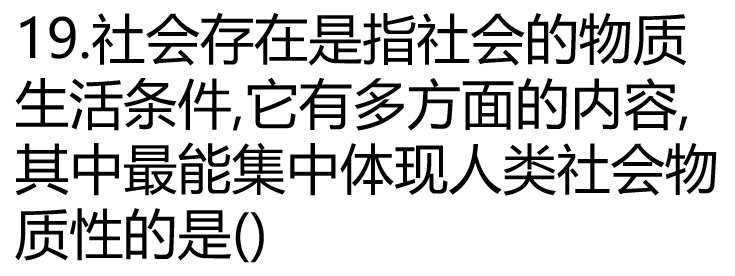 19.社会存在是指社会的物质
生活条件,它有多方面的内容,
其中最能集中体现人类社会物
质性的是()